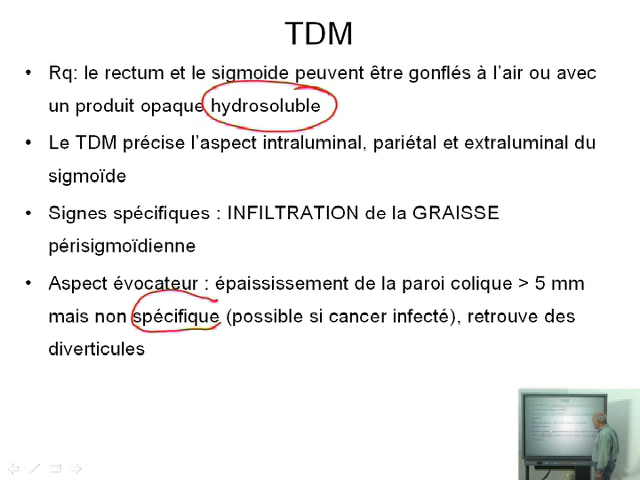 TDM
• Rq: le rectum et le sigmoide peuvent être gonflés à l'air ou avec
un produit opaque hydrosoluble
• Le TDM précise l'aspect intraluminal, pariétal et extraluminal du
sigmoïde
• Signes spécifiques : INFILTRATION de la GRAISSE
périsigmoïdienne
• Aspect évocateur : épaississement de la paroi colique > 5 mm
mais non spécifique (possible si cancer infecté), retrouve des
diverticules